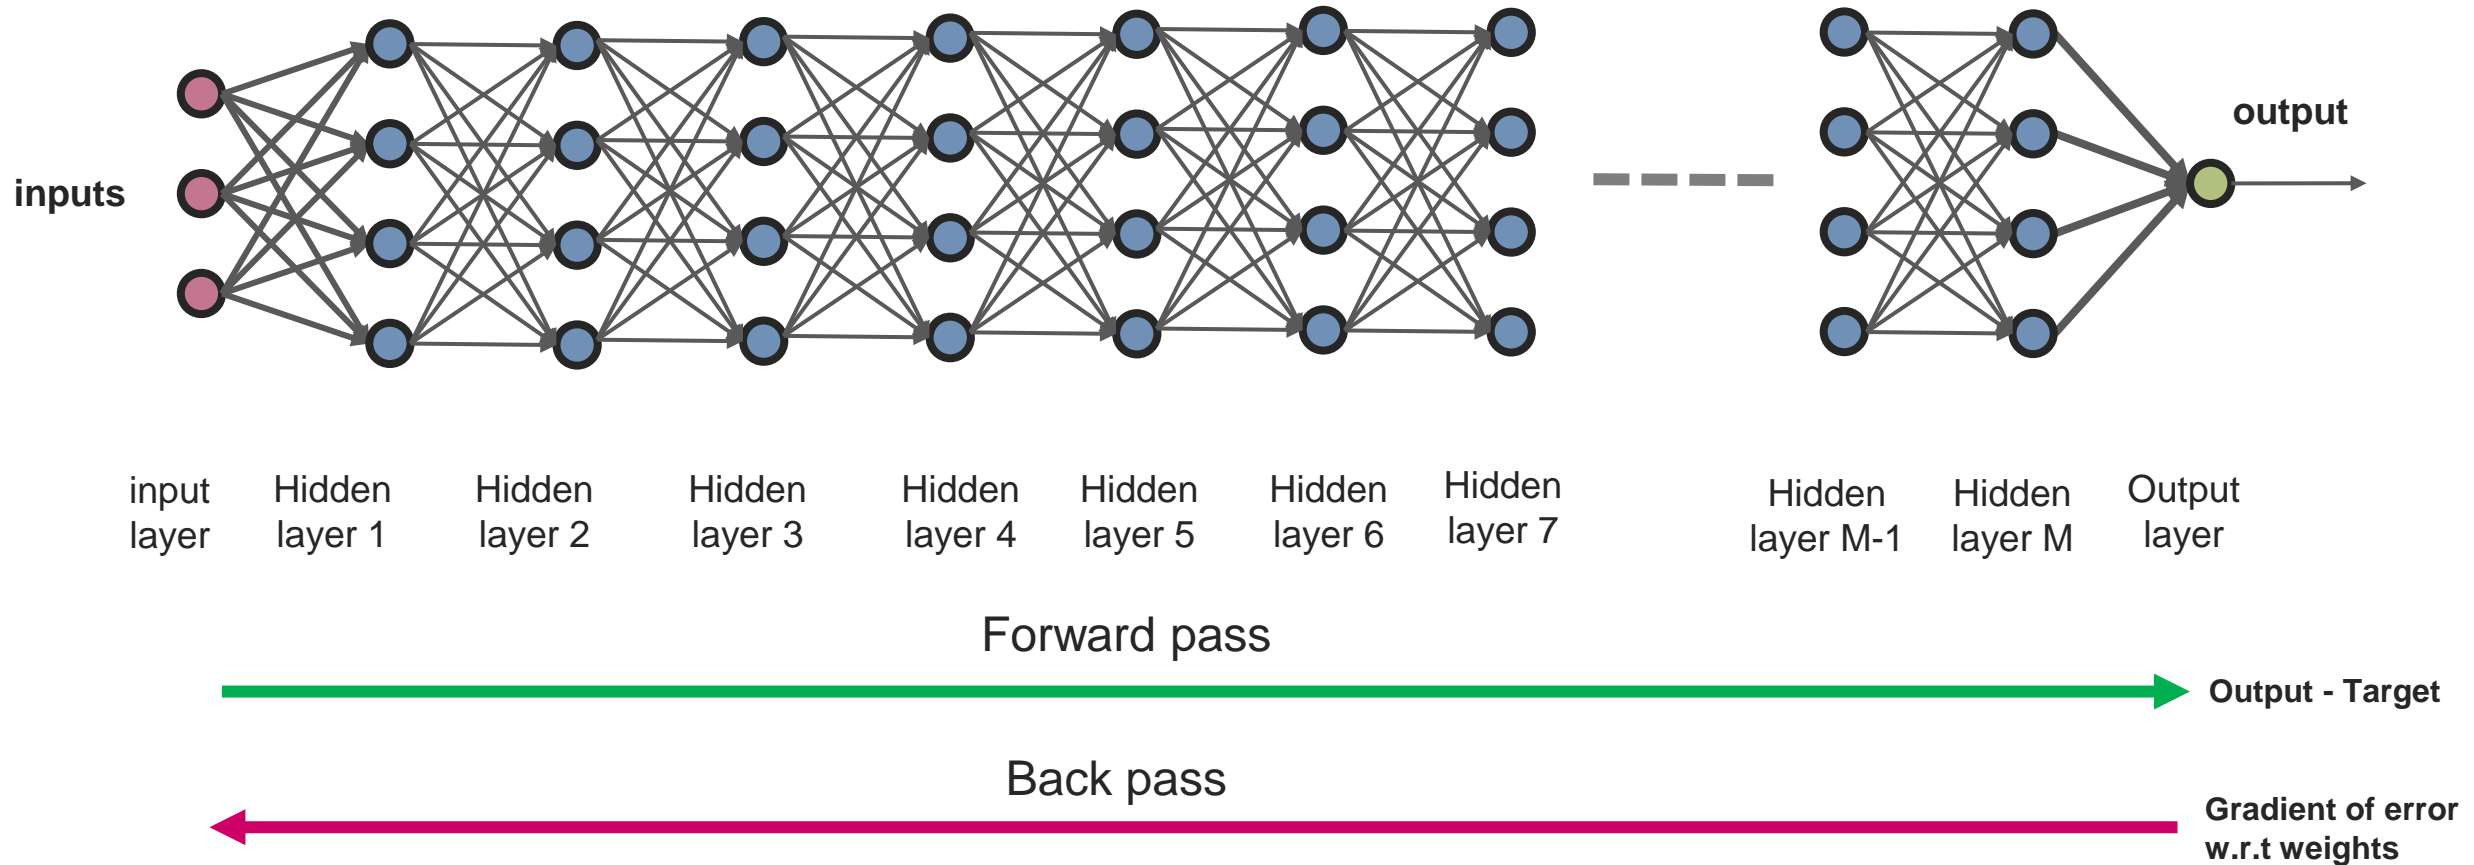 output
inputs
input
layer
Hidden
layer 1
Hidden
layer 2
Hidden
layer 3
Hidden
layer 4
Hidden
layer 5
Hidden
layer 6
Hidden
layer 7
Hidden
layer M-1
Hidden
layer M
Output
layer
Forward pass
Output - Target
Back pass
Gradient of error
w.r.t weights